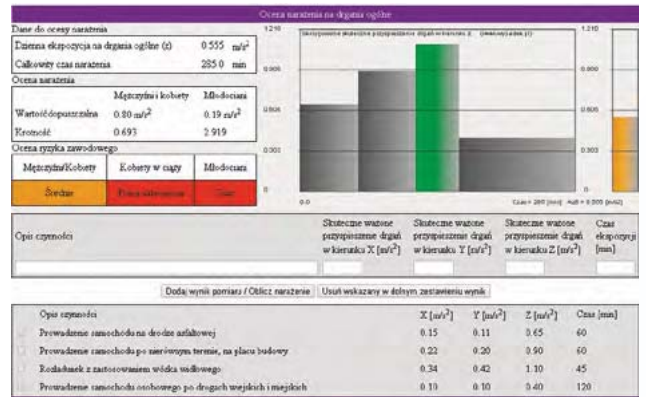 Ocena narażenia na drgania ogólne
Dane do oceny narażenia
Dzienna ekspozycja na drgania ogólne (z) 0.555 m/s²
Całkowity czas narażenia 285.0 min
Ocena narażenia
Mężczyźni i kobiety Młodociani
Wartość dopuszczalna 0.80 m/s² 0.19 m/s²
Krotność 0.693 2.919
Ocena ryzyka zawodowego
Mężczyźni/Kobiety Kobiety w ciąży Młodociani
Średnie
1.210 1.210
0.908 0.900
0.605 0.605
0.303 0.303
0 0
0.0
Opis czynności
Skuteczne ważone przyspieszenie drgań w kierunku X [m/s²]
Skuteczne ważone przyspieszenie drgań w kierunku Y [m/s²]
Skuteczne ważone przyspieszenie drgań w kierunku Z [m/s²]
Czas ekspozycji [min]
Dodaj wynik pomiaru / Oblicz narażenie Usuń wskazany w dolnym zestawieniu wynik
Opis czynności X [m/s²] Y [m/s²] Z [m/s²] Czas [min]
Prowadzenie samochodu na drodze asfaltowej 0.15 0.11 0.65 60
Prowadzenie samochodu po nierównym terenie, na placu budowy 0.22 0.20 0.90 60
Rozładunek z zastosowaniem wózka widłowego 0.34 0.42 1.10 45
Prowadzenie samochodu osobowego po drogach wiejskich i miejskich 0.19 0.10 0.40 120